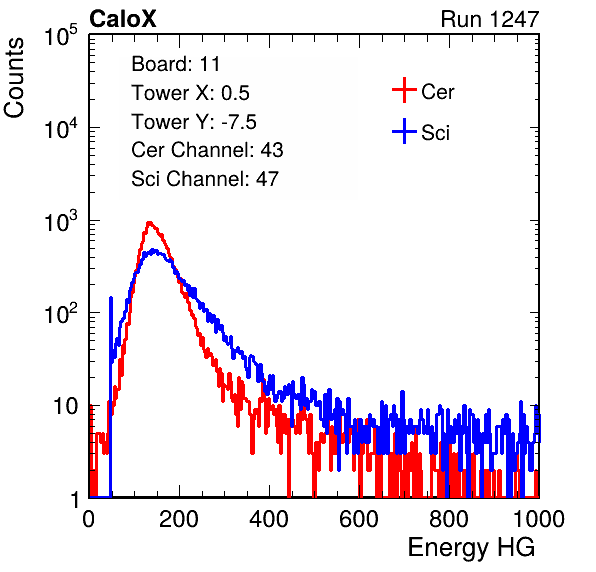 CaloX Run 1247
Counts
10^5
10^4
10^3
10^2
10
1
Board: 11
Tower X: 0.5
Tower Y: -7.5
Cer Channel: 43
Sci Channel: 47
Cer
Sci
0 200 400 600 800 1000
Energy HG